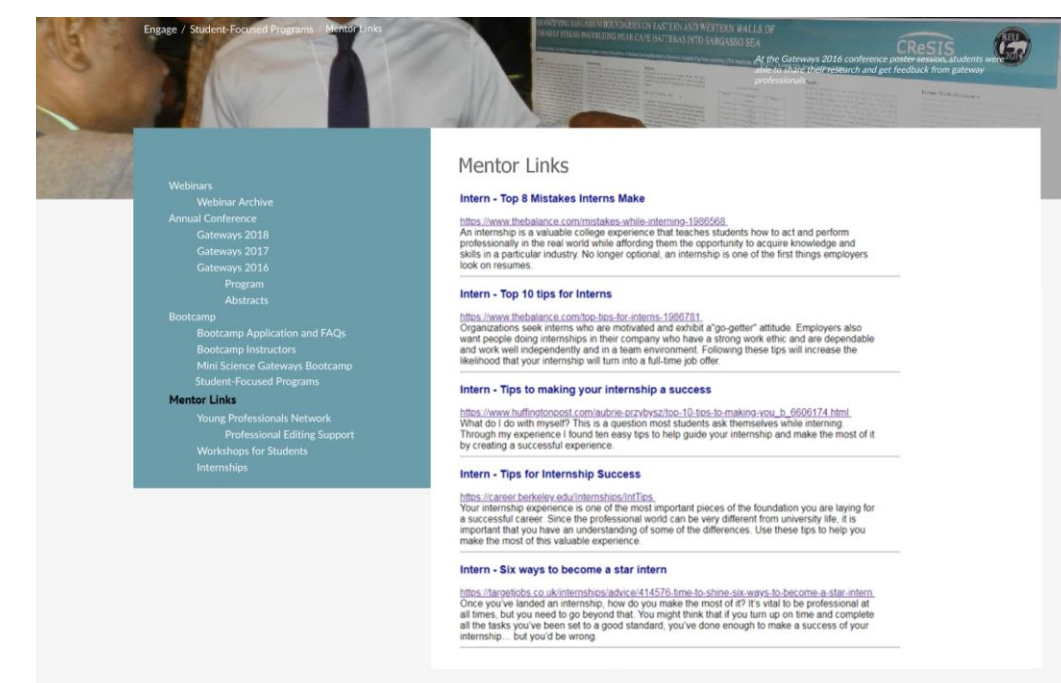 Engage / Student-Focused Programs / Mentor Links
BOUNDARIES ON EASTERN AND WESTERN WALLS OF
NEAR CAPE HATTERAS INTO SARGASSO SEA
CReSIS
At the Gateways 2016 conference poster session, students were
able to share their research and get feedback from gateway
professionals
Webinars
Webinar Archive
Annual Conference
Gateways 2018
Gateways 2017
Gateways 2016
Program
Abstracts
Bootcamp
Bootcamp Application and FAQs
Bootcamp Instructors
Mini Science Gateways Bootcamp
Student-Focused Programs
Mentor Links
Young Professionals Network
Professional Editing Support
Workshops for Students
Internships
Mentor Links
Intern - Top 8 Mistakes Interns Make
https://www.thebalance.com/mistakes-while-interning-1986568
An internship is a valuable college experience that teaches students how to act and perform
professionally in the real world while affording them the opportunity to acquire knowledge and
skills in a particular industry. No longer optional, an internship is one of the first things employers
look on resumes.
Intern - Top 10 tips for Interns
https://www.thebalance.com/top-tips-for-interns-1986781
Organizations seek interns who are motivated and exhibit a"go-getter" attitude. Employers also
want people doing internships in their company who have a strong work ethic and are dependable
and work well independently and in a team environment. Following these tips will increase the
likelihood that your internship will turn into a full-time job offer.
Intern - Tips to making your internship a success
https://www.huffingtonpost.com/aubrie-przybysz/top-10-tips-to-making-you_b_6606174.html
What do I do with myself? This is a question most students ask themselves while interning.
Through my experience I found ten easy tips to help guide your internship and make the most of it
by creating a successful experience.
Intern - Tips for Internship Success
https://career.berkeley.edu/Internships/IntTips
Your internship experience is one of the most important pieces of the foundation you are laying for
a successful career. Since the professional world can be very different from university life, it is
important that you have an understanding of some of the differences. Use these tips to help you
make the most of this valuable experience.
Intern - Six ways to become a star intern
https://targetjobs.co.uk/internships/advice/414576-time-to-shine-six-ways-to-become-a-star-intern
Once you've landed an internship, how do you make the most of it? It's vital to be professional at
all times, but you need to go beyond that. You might think that if you turn up on time and complete
all the tasks you've been set to a good standard, you've done enough to make a success of your
internship… but you'd be wrong.